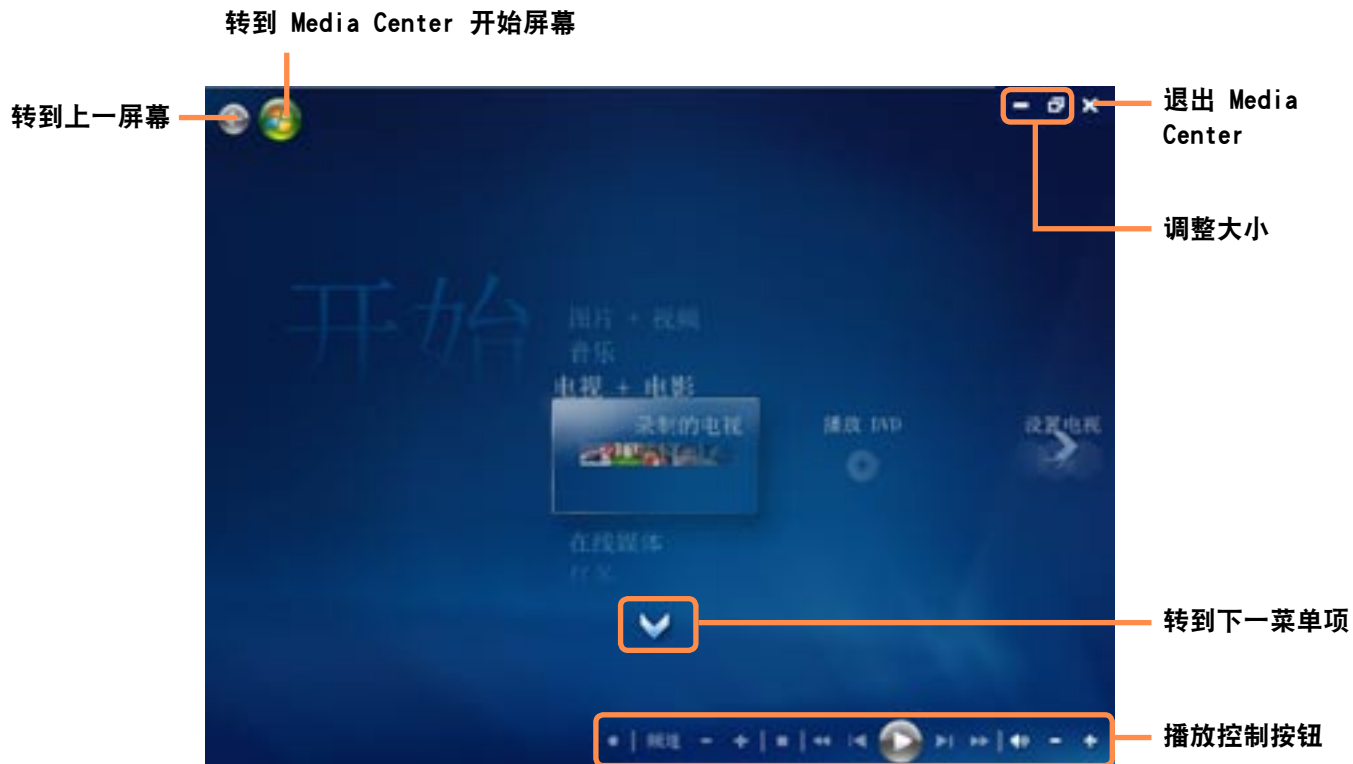 转到 Media Center 开始屏幕
转到上一屏幕
退出 Media
Center
调整大小
开始
图片 + 视频
音乐
电视 + 电影
录制的电视
播放 DVD
设置电视
在线媒体
任务
转到下一菜单项
频道
播放控制按钮